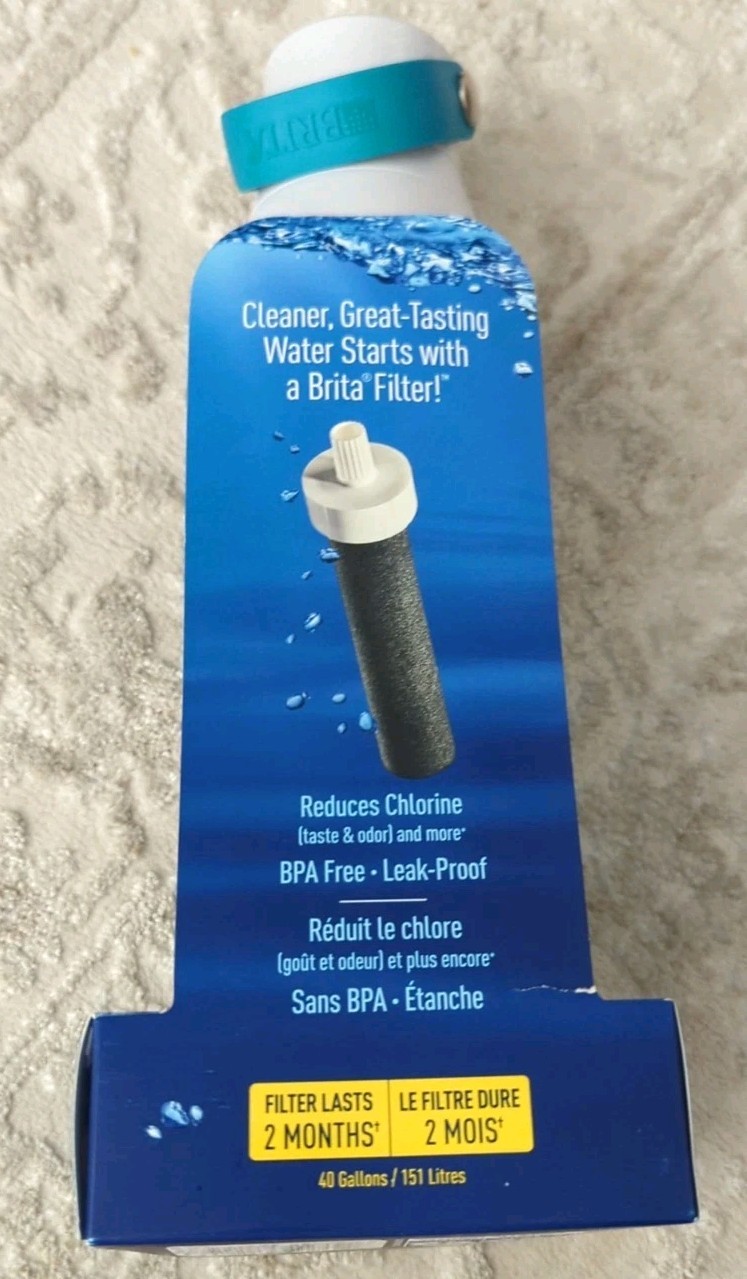 BRITA
Cleaner, Great-Tasting
Water Starts with
a Brita® Filter!™
Reduces Chlorine
(taste & odor) and more*
BPA Free • Leak-Proof
Réduit le chlore
(goût et odeur) et plus encore*
Sans BPA • Étanche
FILTER LASTS
2 MONTHS†
LE FILTRE DURE
2 MOIS†
40 Gallons / 151 Litres